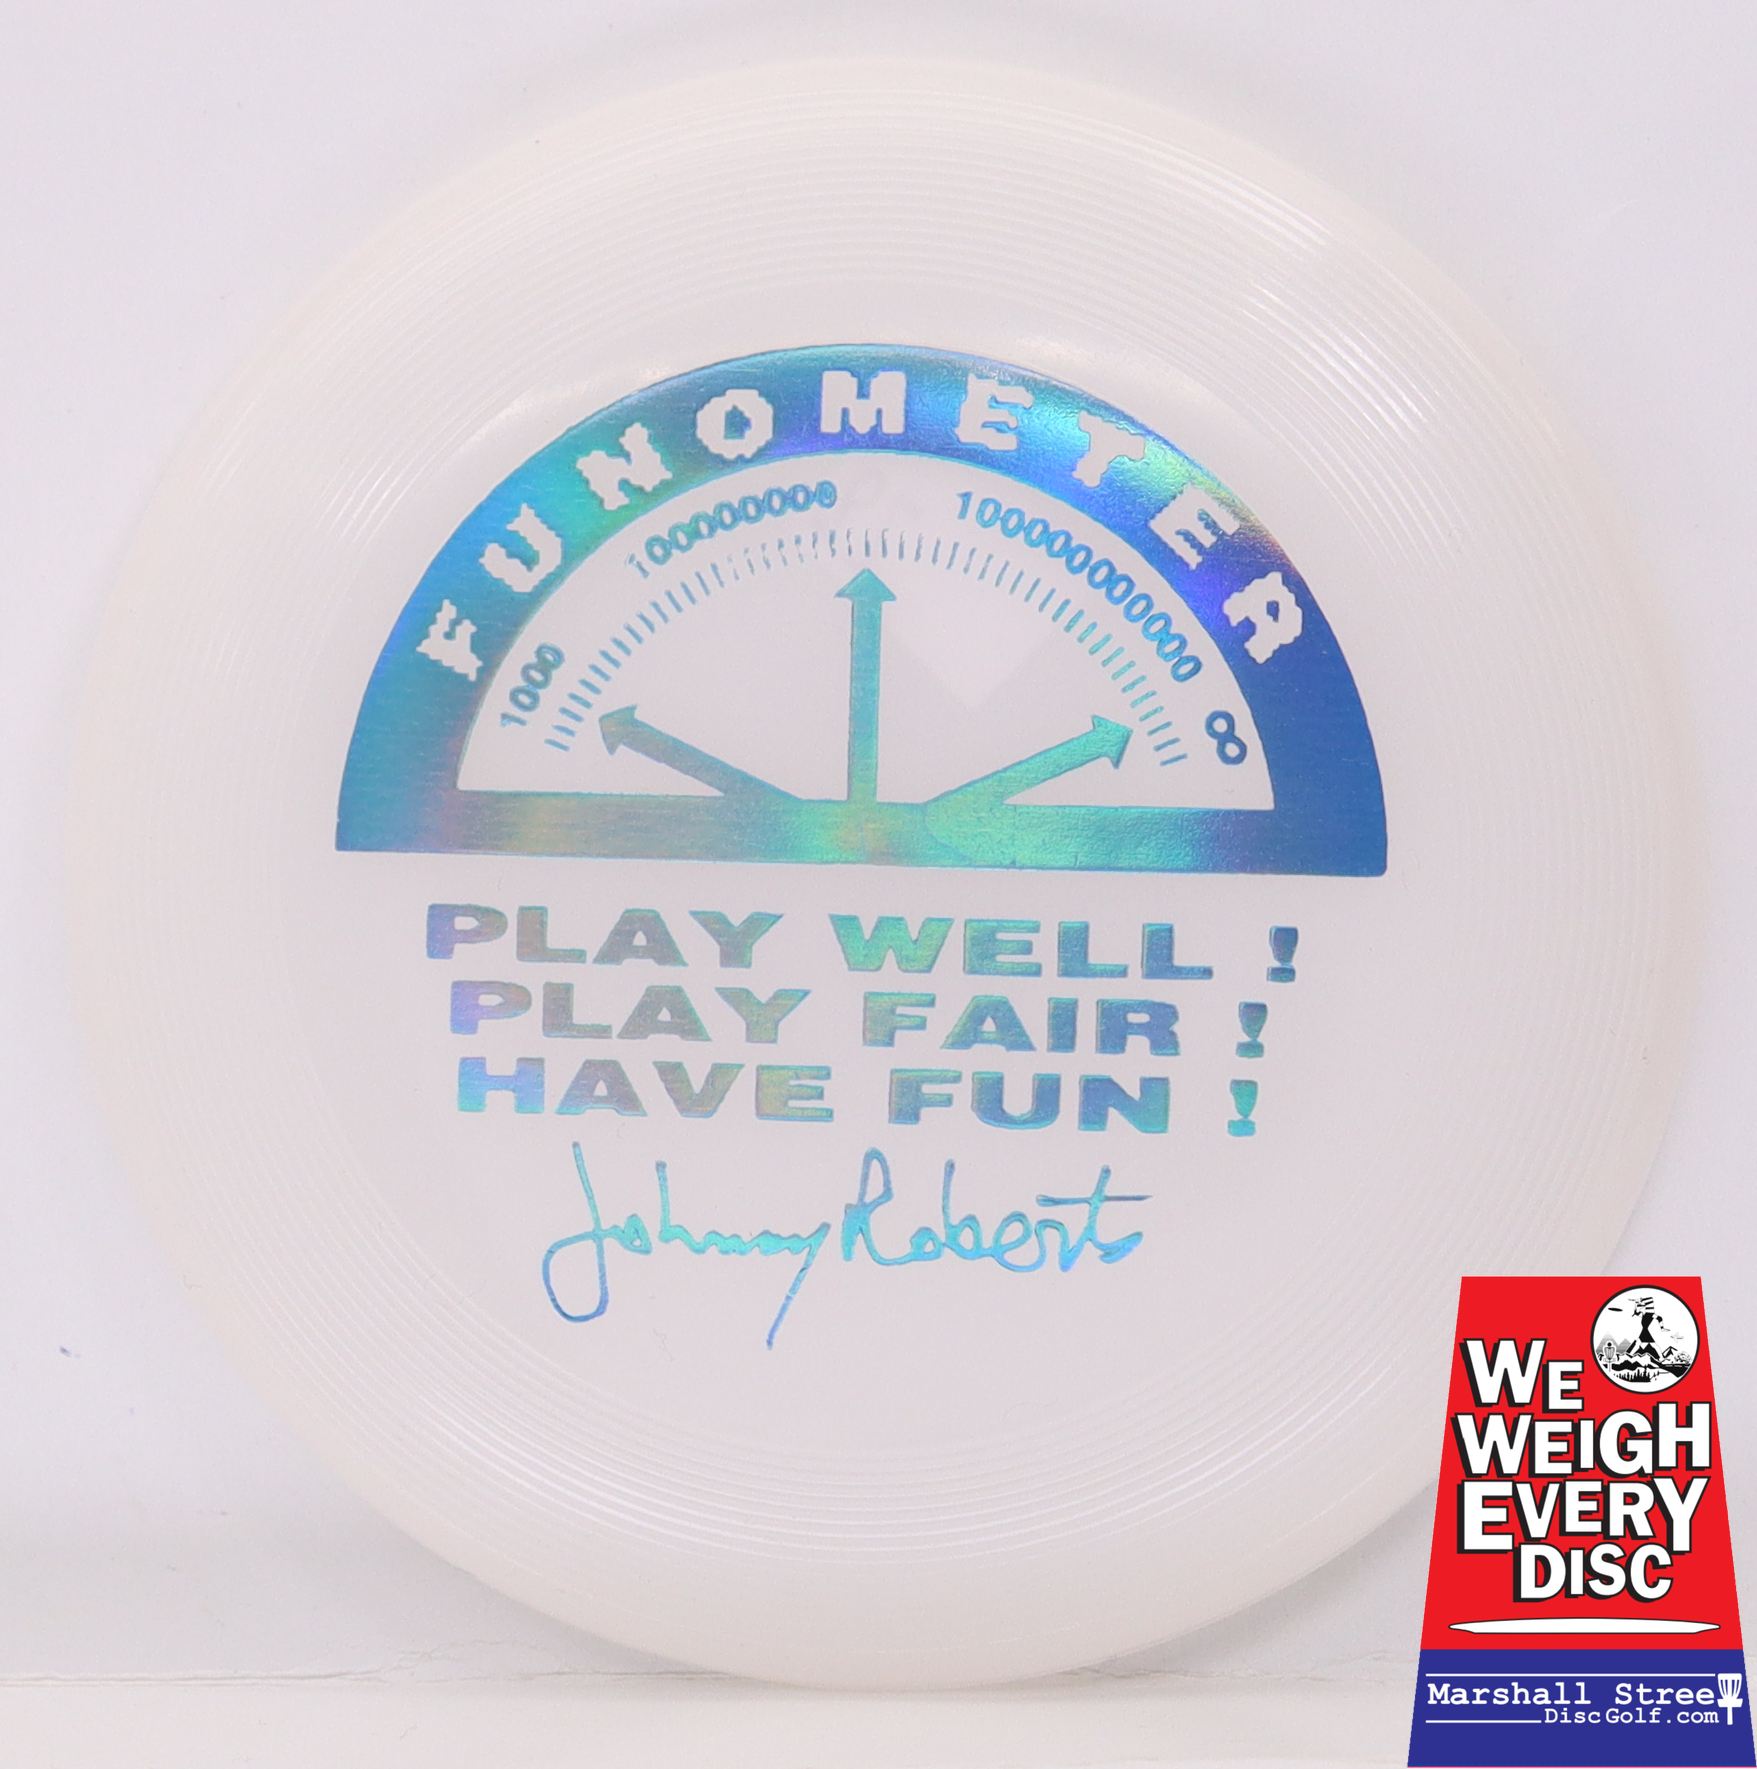 FUNOMETER
1000
100000000
100000000000
∞
PLAY WELL !
PLAY FAIR !
HAVE FUN !
Johnny Roberts
WE
WEIGH
EVERY
DISC
Marshall Stree
DiscGolf.com